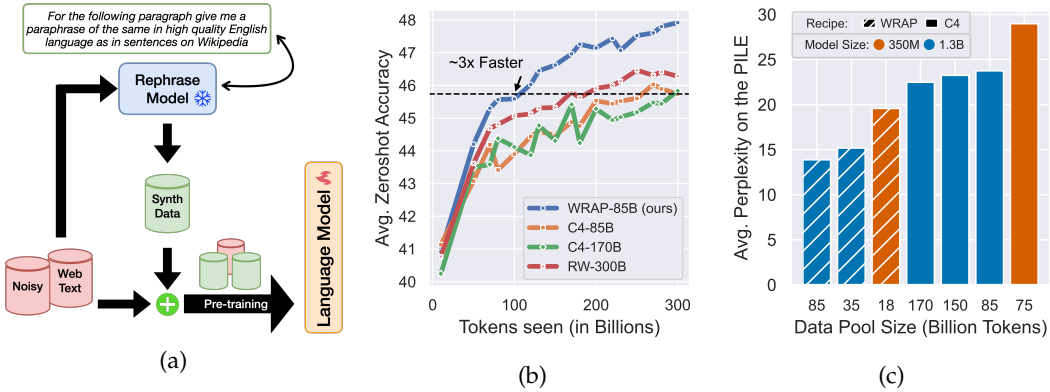 For the following paragraph give me a
paraphrase of the same in high quality English
language as in sentences on Wikipedia
Rephrase
Model
Synth
Data
Noisy
Web
Text
Pre-training
Language Model
(a)
Avg. Zeroshot Accuracy
48
47
46
45
44
43
42
41
40
~3x Faster
WRAP-85B (ours)
C4-85B
C4-170B
RW-300B
0 100 200 300
Tokens seen (in Billions)
(b)
Avg. Perplexity on the PILE
30
25
20
15
10
5
0
Recipe: WRAP C4
Model Size: 350M 1.3B
85 35 18 170 150 85 75
Data Pool Size (Billion Tokens)
(c)